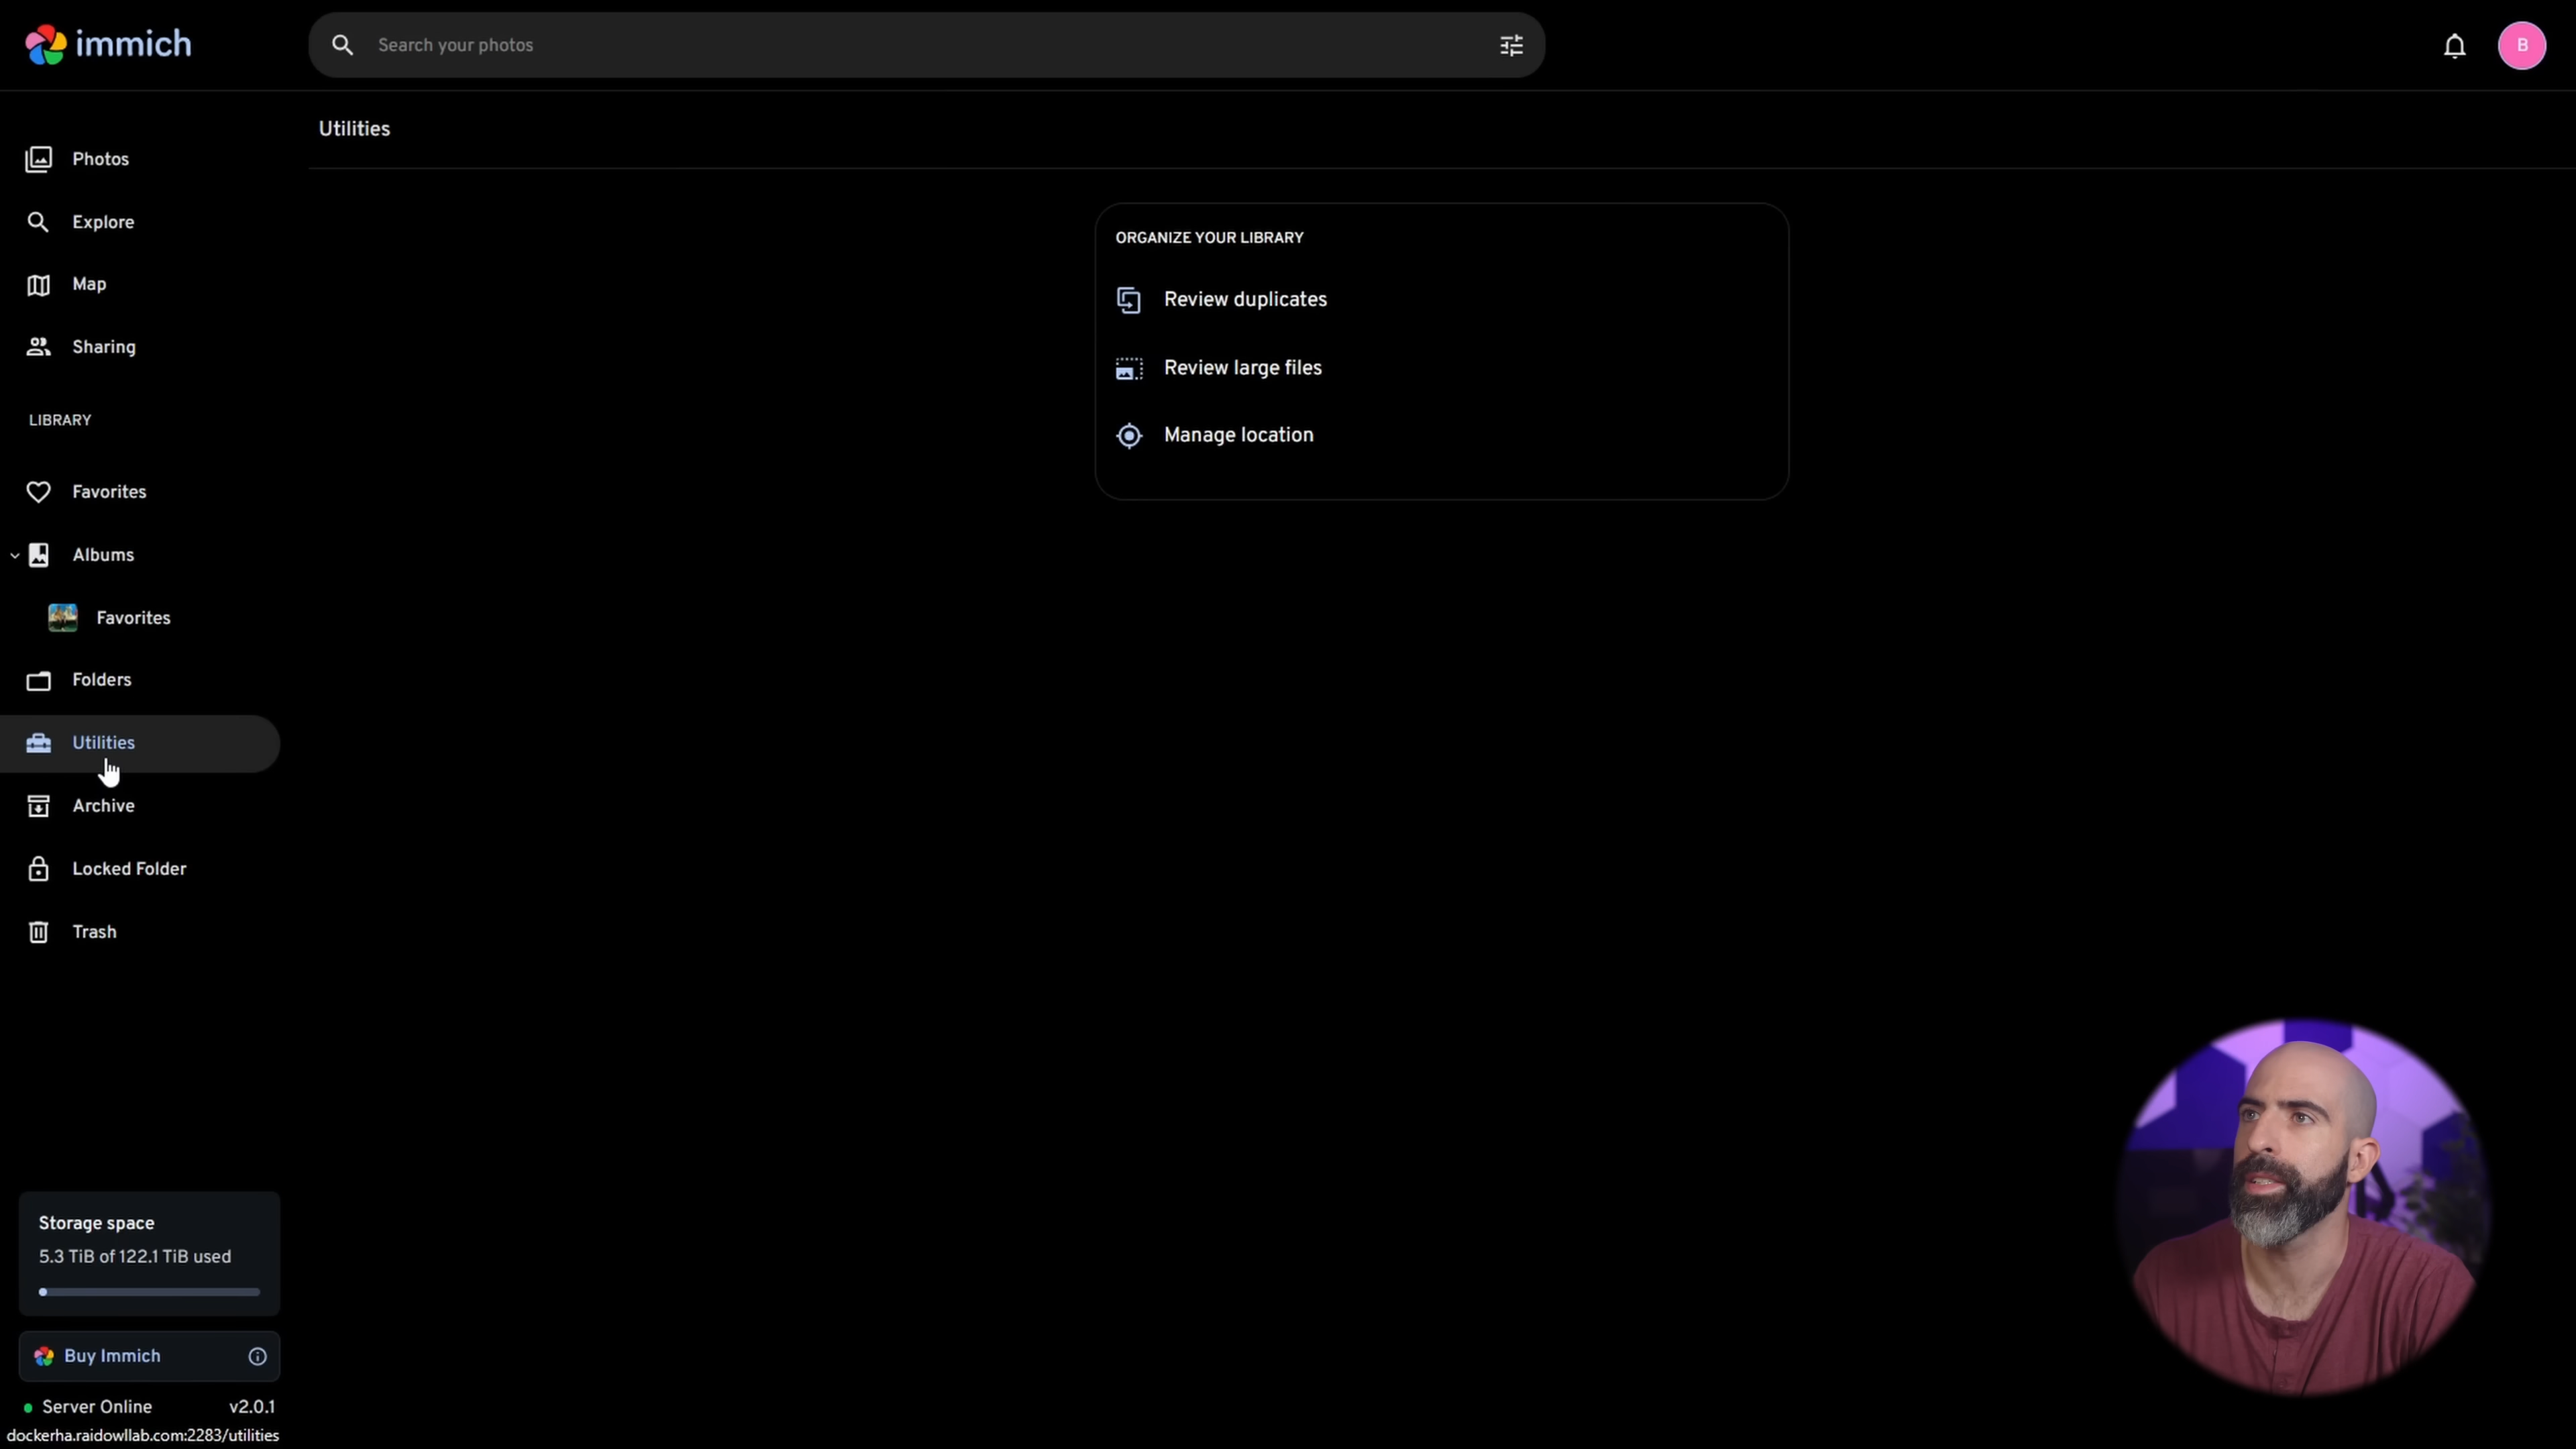 immich
Search your photos
B
Utilities
Photos
Explore
Map
Sharing
LIBRARY
Favorites
Albums
Favorites
Folders
Utilities
Archive
Locked Folder
Trash
ORGANIZE YOUR LIBRARY
Review duplicates
Review large files
Manage location
Storage space
5.3 TiB of 122.1 TiB used
Buy Immich
Server Online v2.0.1
dockerha.raidowllab.com:2283/utilities